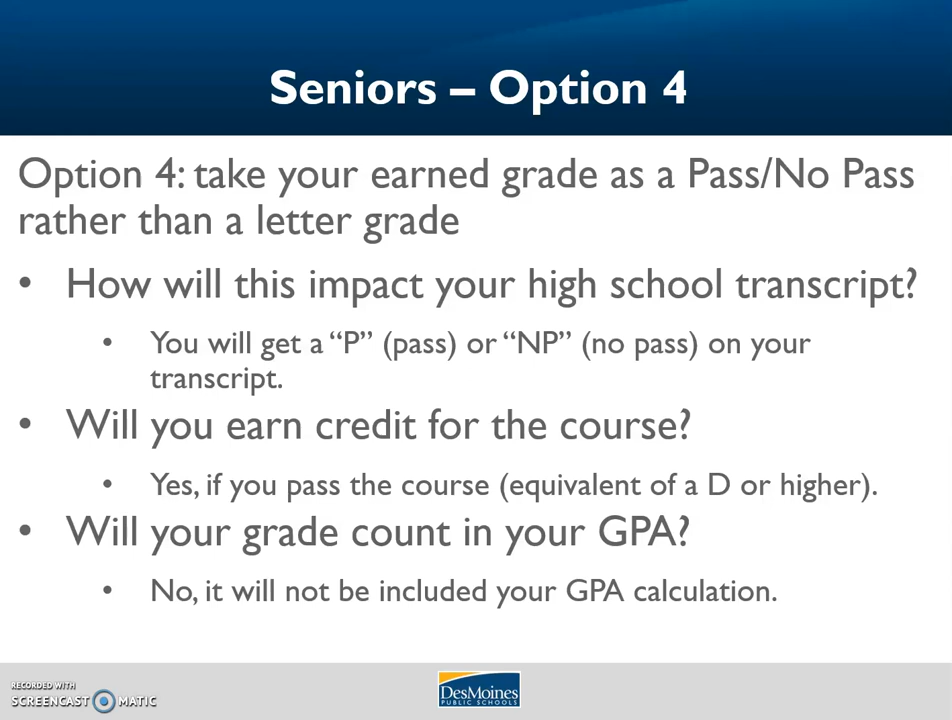 Seniors – Option 4
Option 4: take your earned grade as a Pass/No Pass
rather than a letter grade
• How will this impact your high school transcript?
• You will get a “P” (pass) or “NP” (no pass) on your
transcript.
• Will you earn credit for the course?
• Yes, if you pass the course (equivalent of a D or higher).
• Will your grade count in your GPA?
• No, it will not be included your GPA calculation.
RECORDED WITH
SCREENCAST MATIC
DesMoines
PUBLIC SCHOOLS